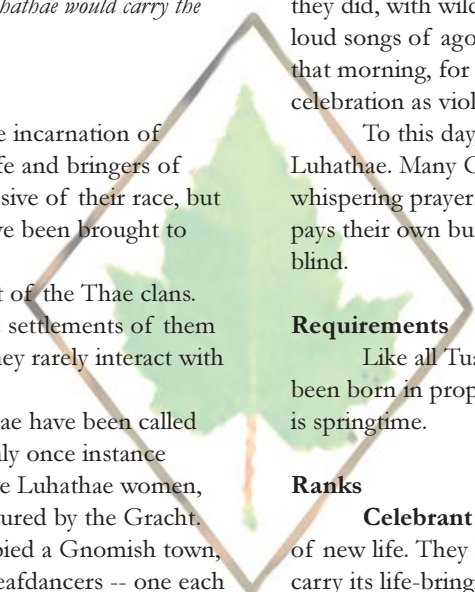 hathae would carry the
e incarnation of
fe and bringers of
sive of their race, but
ve been brought to
t of the Thae clans.
settlements of them
hey rarely interact with
ae have been called
ly once instance
e Luhathae women,
ured by the Gracht.
pied a Gnomish town,
eafdancers -- one each
they did, with wild
loud songs of ago
that morning, for
celebration as viol
To this day
Luhathae. Many G
whispering prayer
pays their own bu
blind.
Requirements
Like all Tus
been born in prop
is springtime.
Ranks
Celebrant
of new life. They
carry its life-bring